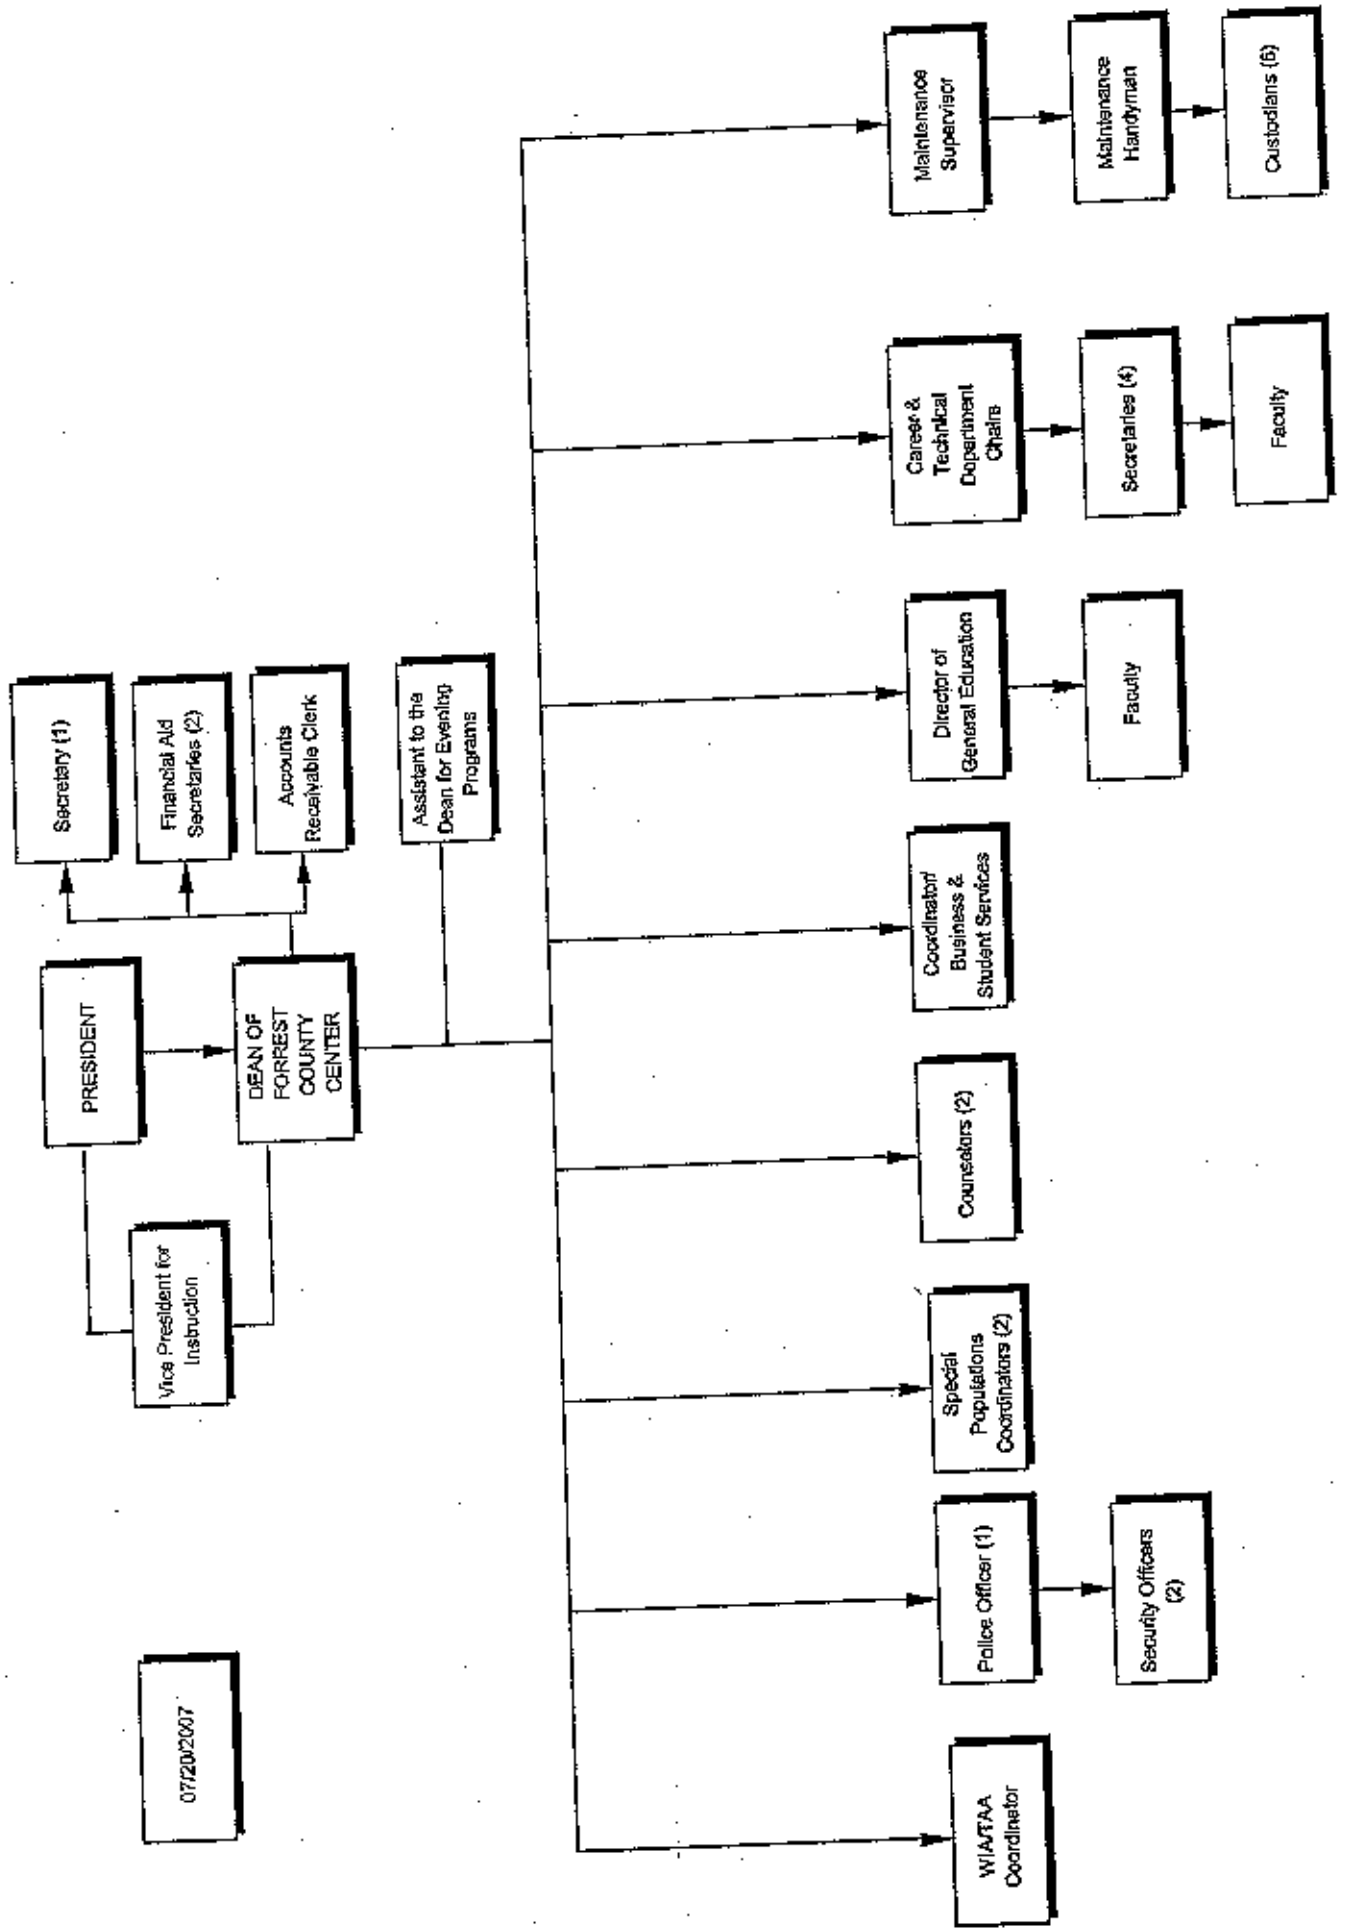 07/20/2007
PRESIDENT
Vice President for
Instruction
DEAN OF
FORREST
COUNTY
CENTER
Secretary (1)
Financial Aid
Secretaries (2)
Accounts
Receivable Clerk
Assistant to the
Dean for Evening
Programs
WIA/TAA
Coordinator
Police Officer (1)
Security Officers
(2)
Special
Populations
Coordinators (2)
Counselors (2)
Coordinator/
Business &
Student Services
Director of
General Education
Faculty
Career &
Technical
Department
Chairs
Secretaries (4)
Faculty
Maintenance
Supervisor
Maintenance
Handyman
Custodians (6)